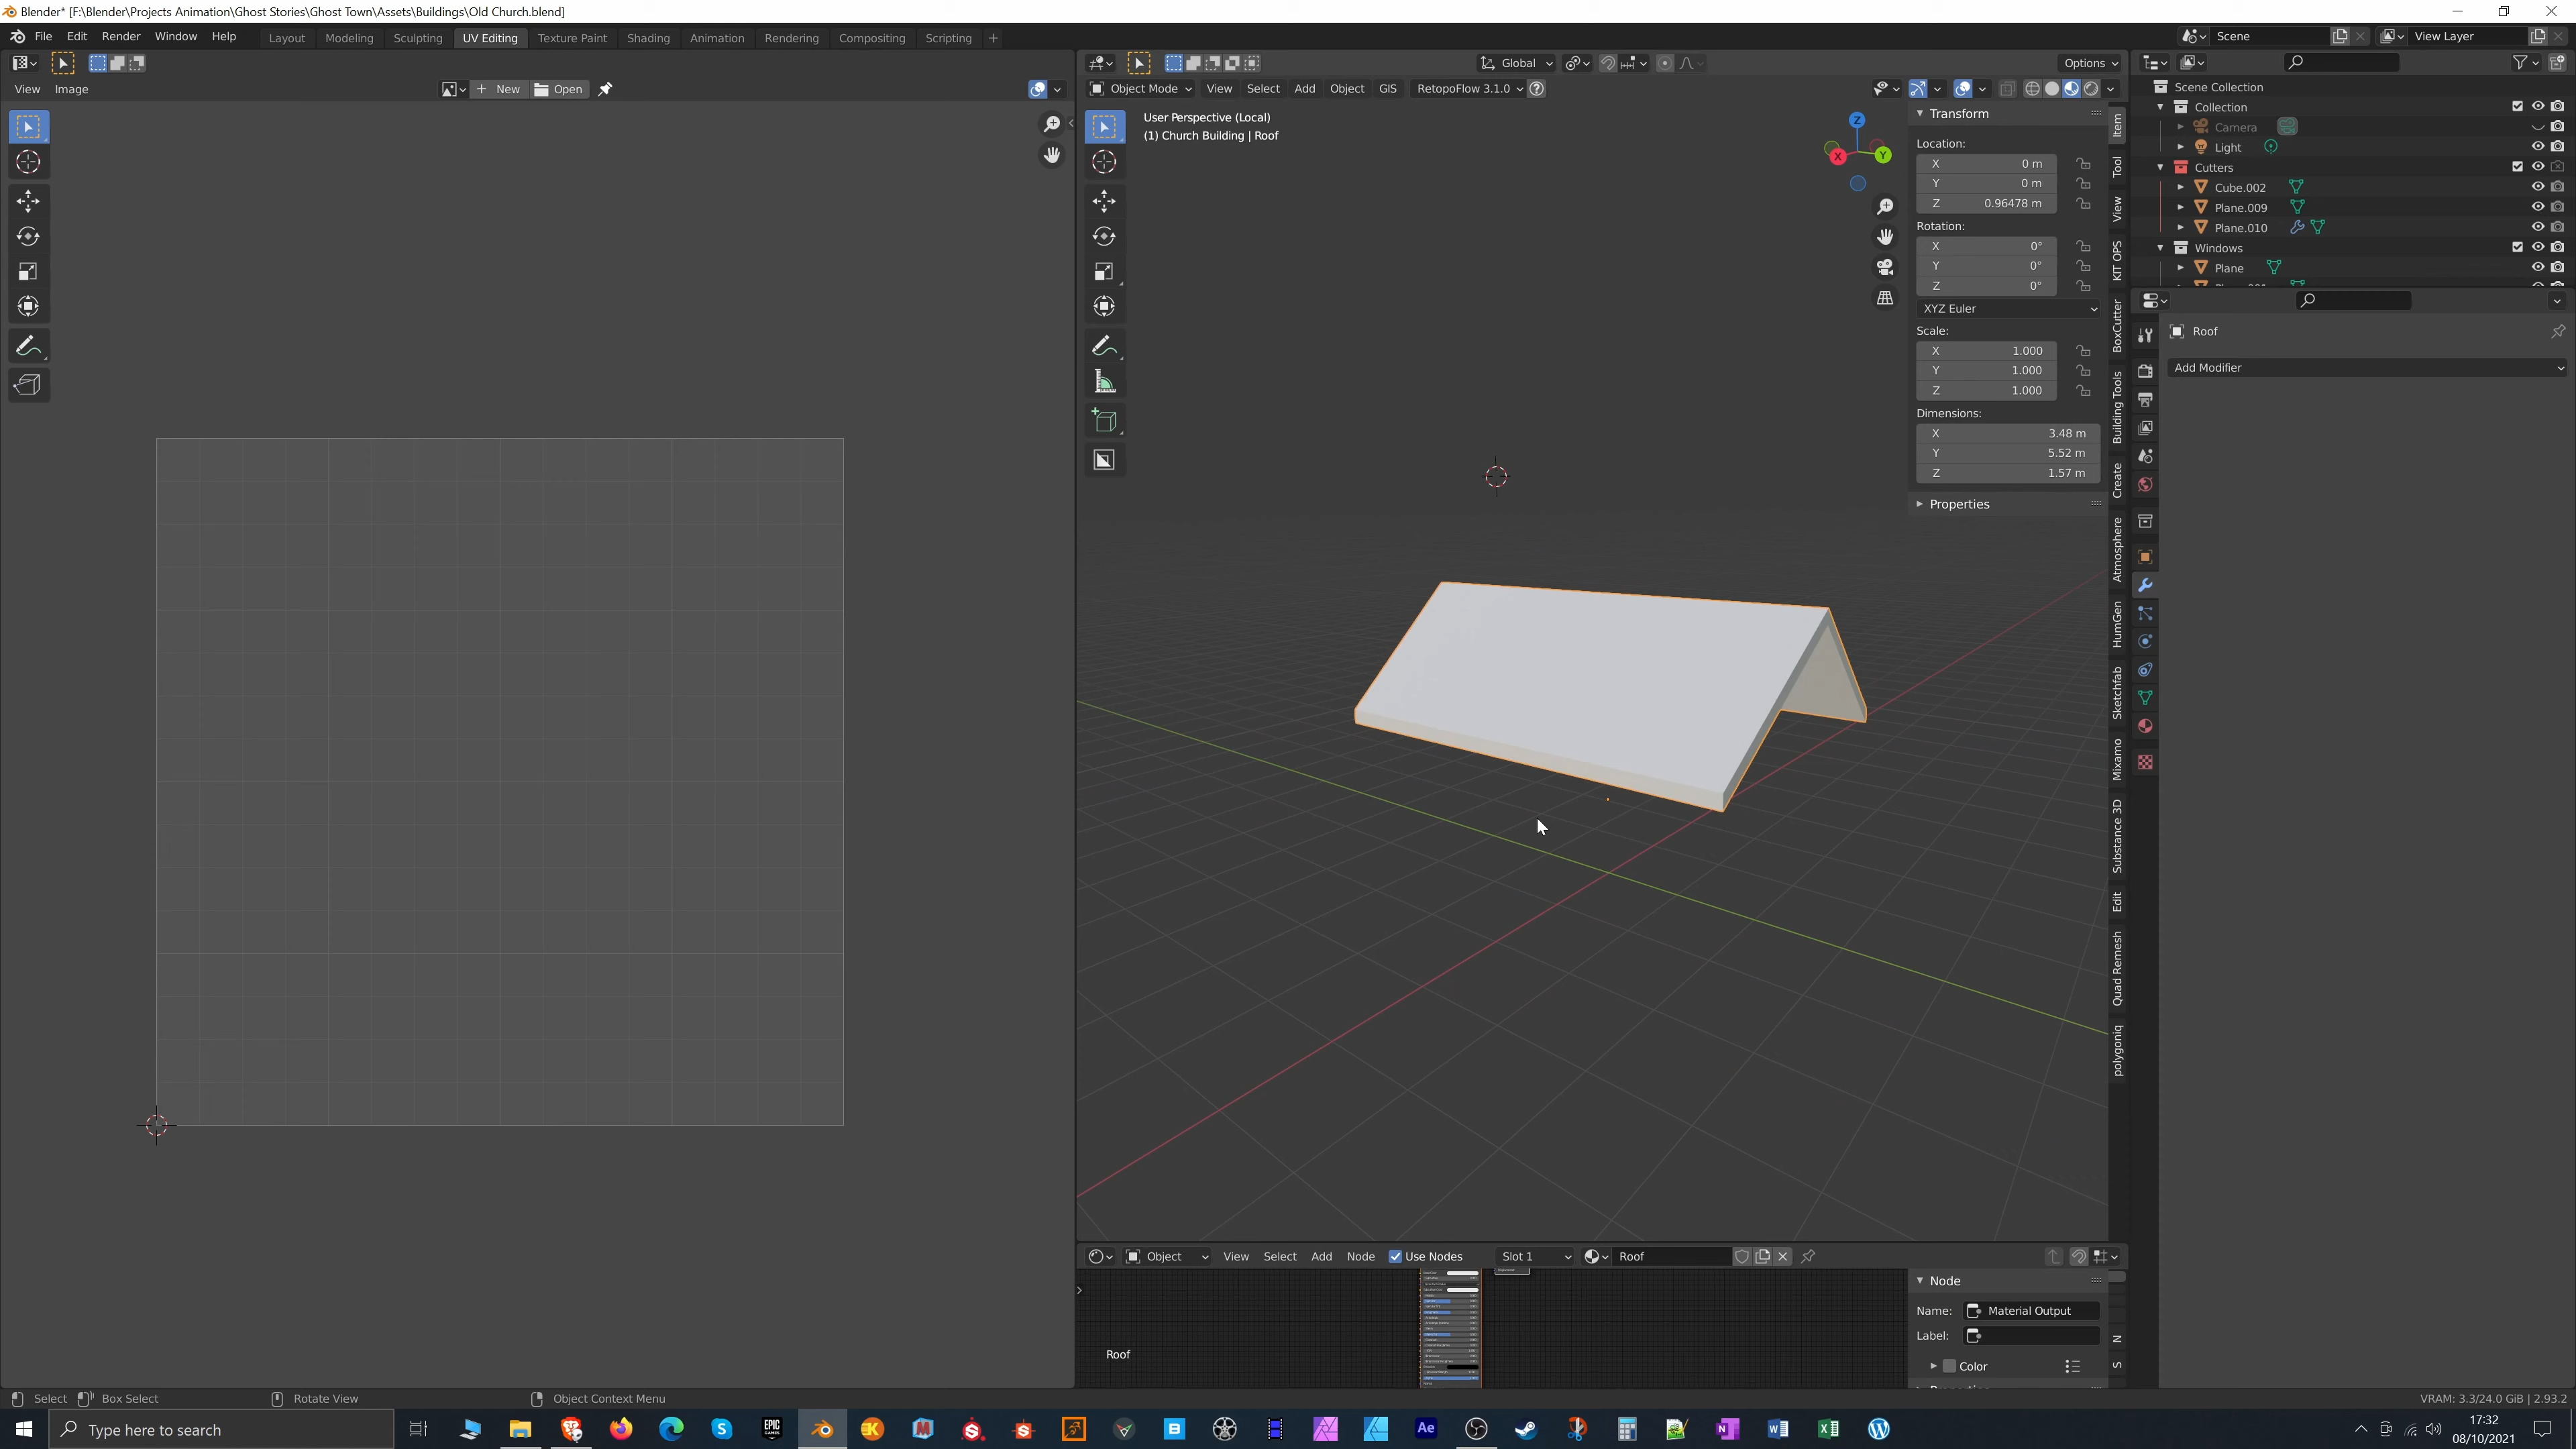 Blender* [F:\Blender\Projects Animation\Ghost Stories\Ghost Town\Assets\Buildings\Old Church.blend]
File Edit Render Window Help Layout Modeling Sculpting UV Editing Texture Paint Shading Animation Rendering Compositing Scripting + Scene View Layer
Global Options
View Image New Open
Object Mode View Select Add Object GIS RetopoFlow 3.1.0
User Perspective (Local)
(1) Church Building | Roof
Z
X
Y
Transform
Location:
X 0 m
Y 0 m
Z 0.96478 m
Rotation:
X 0°
Y 0°
Z 0°
XYZ Euler
Scale:
X 1.000
Y 1.000
Z 1.000
Dimensions:
X 3.48 m
Y 5.52 m
Z 1.57 m
Properties
Item
Tool
View
KIT OPS
BoxCutter
Building Tools
Create
Atmosphere
HumGen
Sketchfab
Mixamo
Substance 3D
Edit
Quad Remesh
polygoniq
Scene Collection
Collection
Camera
Light
Cutters
Cube.002
Plane.009
Plane.010
Windows
Plane
Roof
Add Modifier
Object View Select Add Node Use Nodes Slot 1 Roof
Roof
Node
Name: Material Output
Label:
Color
N
S
Select Box Select Rotate View Object Context Menu VRAM: 3.3/24.0 GiB | 2.93.2
Type here to search
17:32
08/10/2021